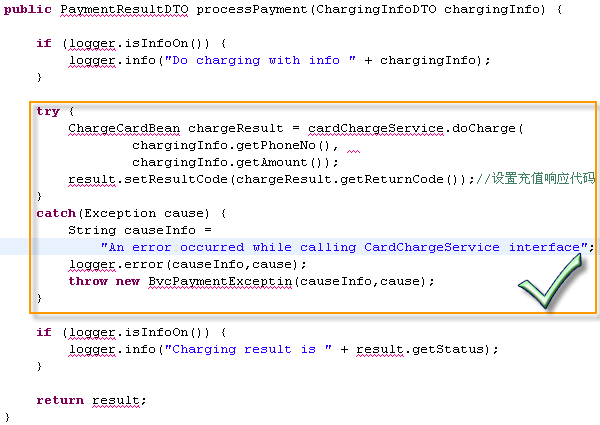 public PaymentResultDTO processPayment(ChargingInfoDTO chargingInfo) {
if (logger.isInfoOn()) {
logger.info("Do charging with info " + chargingInfo);
}
try {
ChargeCardBean chargeResult = cardChargeService.doCharge(
chargingInfo.getPhoneNo(),
chargingInfo.getAmount());
result.setResultCode(chargeResult.getReturnCode());//设置充值响应代码
}
catch(Exception cause) {
String causeInfo =
"An error occurred while calling CardChargeService interface";
logger.error(causeInfo,cause);
throw new BvcPaymentExceptin(causeInfo,cause);
}
if (logger.isInfoOn()) {
logger.info("Charging result is " + result.getStatus);
}
return result;
}